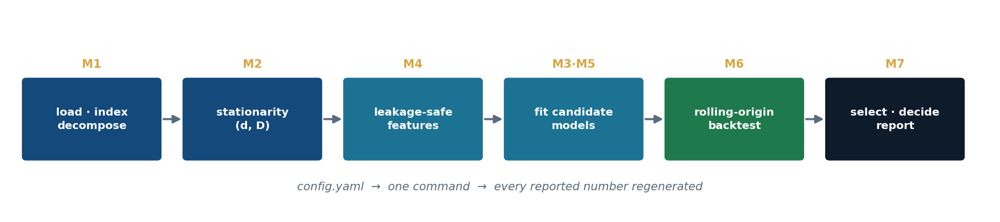 M1
M2
M4
M3·M5
M6
M7
load · index
decompose
stationarity
(d, D)
leakage-safe
features
fit candidate
models
rolling-origin
backtest
select · decide
report
config.yaml → one command → every reported number regenerated